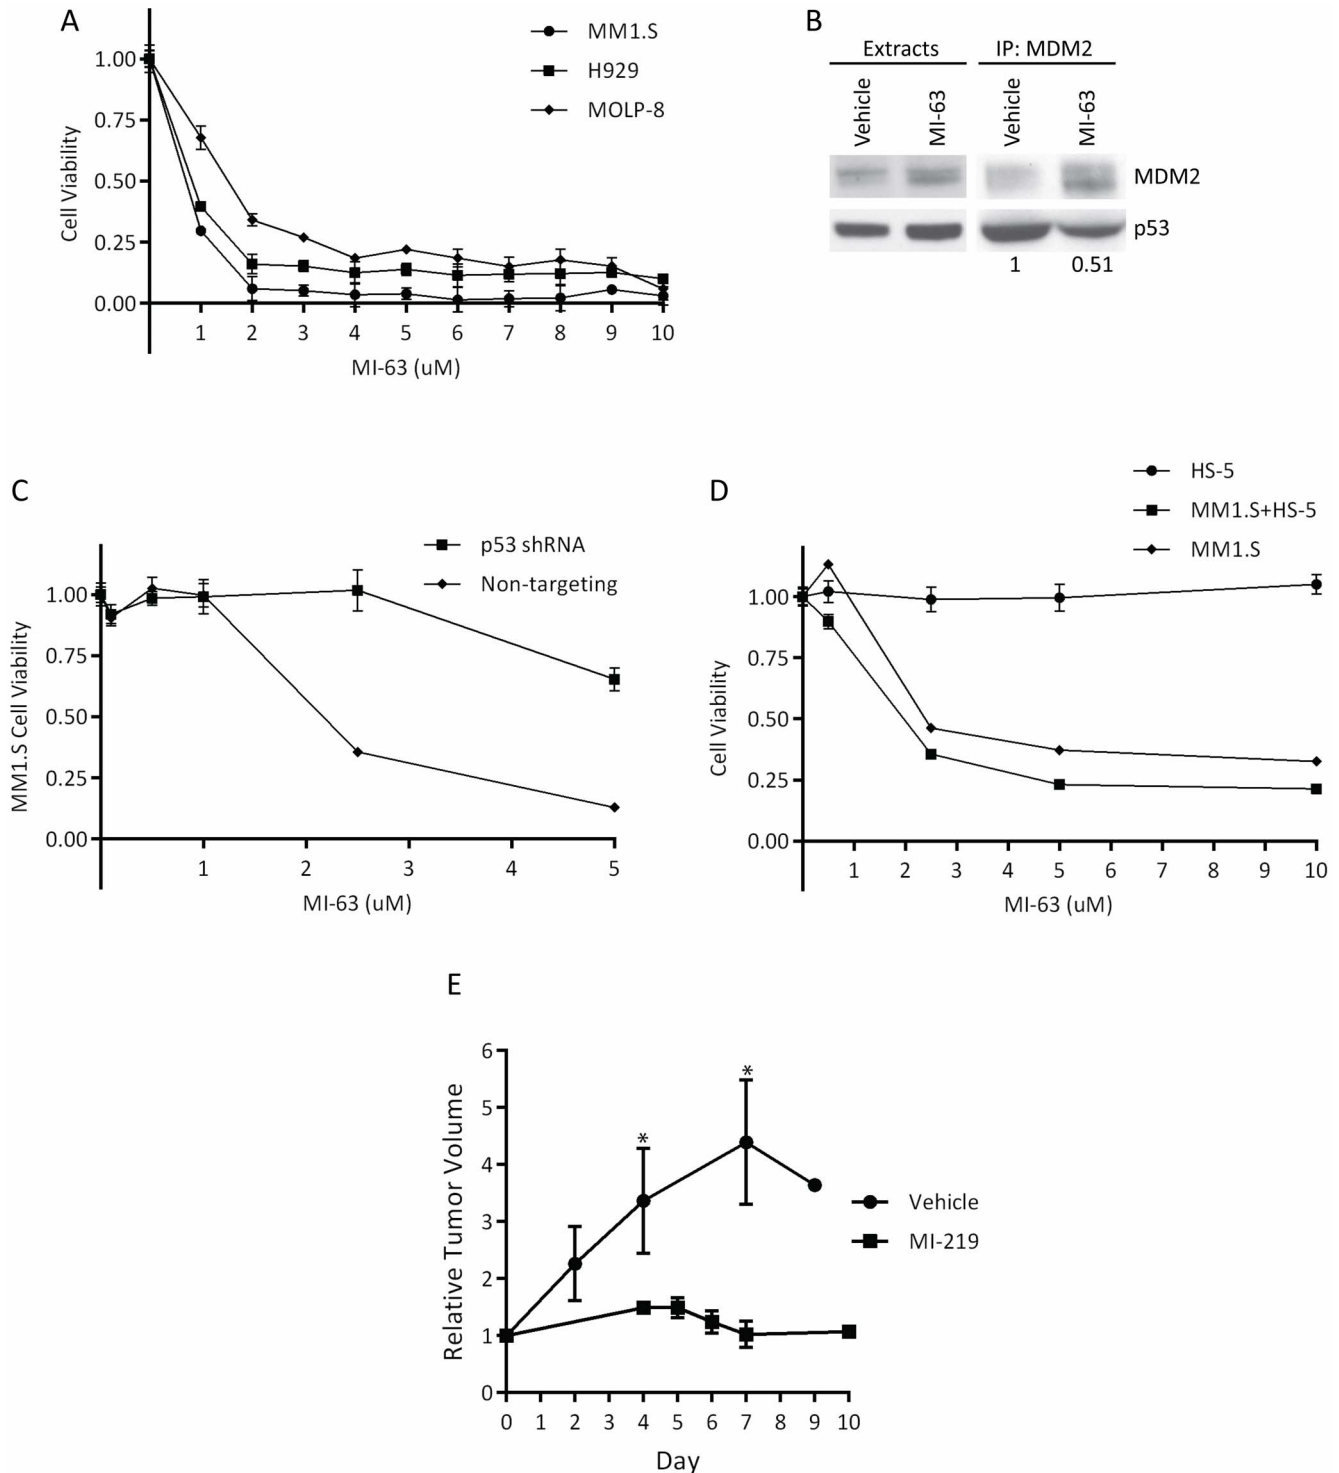 A
MM1.S
H929
MOLP-8
1.00
0.75
0.50
0.25
0.00
Cell Viability
1 2 3 4 5 6 7 8 9 10
MI-63 (uM)
B
Extracts IP: MDM2
Vehicle MI-63 Vehicle MI-63
MDM2
p53
1 0.51
C
p53 shRNA
Non-targeting
1.00
0.75
0.50
0.25
0.00
MM1.S Cell Viability
1 2 3 4 5
MI-63 (uM)
D
HS-5
MM1.S+HS-5
MM1.S
1.00
0.75
0.50
0.25
0.00
Cell Viability
1 2 3 4 5 6 7 8 9 10
MI-63 (uM)
E
6
5
4
3
2
1
0
Relative Tumor Volume
* *
Vehicle
MI-219
0 1 2 3 4 5 6 7 8 9 10
Day